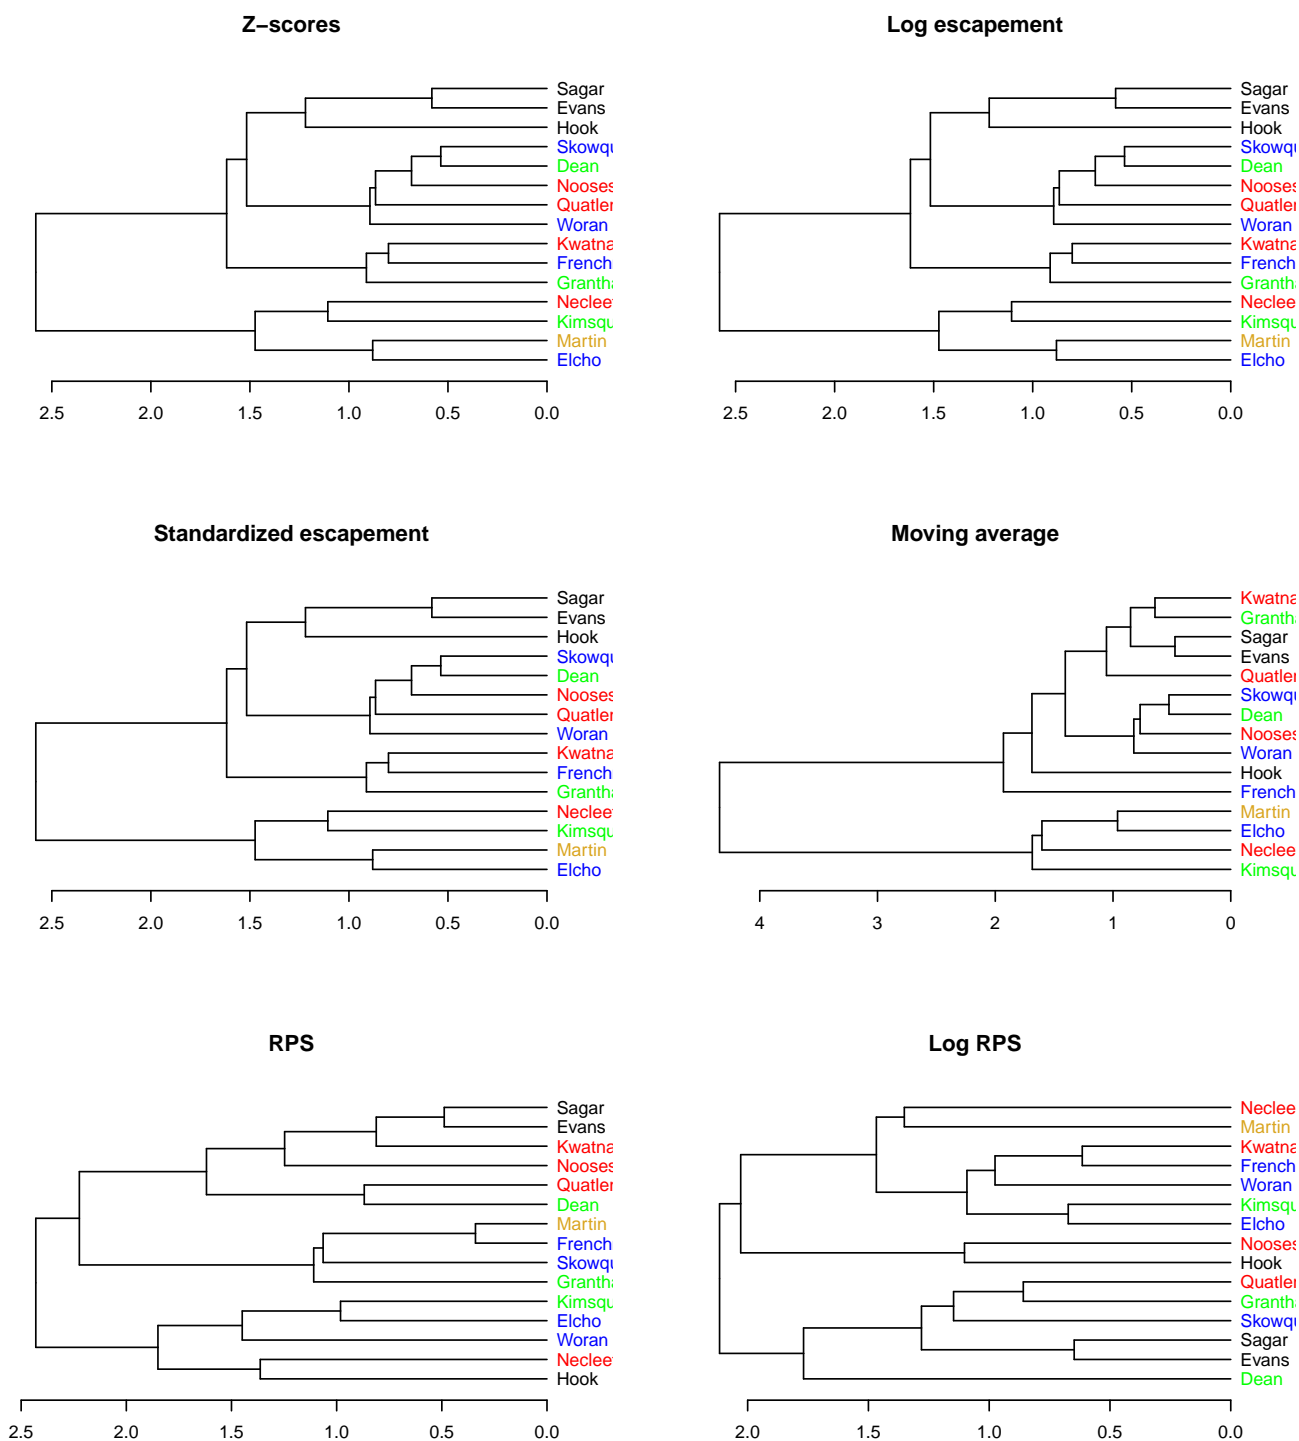 Z−scores
Sagar
Evans
Hook
Skowqu
Dean
Nooses
Quatler
Woran
Kwatna
French
Grantha
Neclee
Kimsqu
Martin
Elcho
2.5 2.0 1.5 1.0 0.5 0.0
Log escapement
Sagar
Evans
Hook
Skowqu
Dean
Nooses
Quatler
Woran
Kwatna
French
Grantha
Neclee
Kimsqu
Martin
Elcho
2.5 2.0 1.5 1.0 0.5 0.0
Standardized escapement
Sagar
Evans
Hook
Skowqu
Dean
Nooses
Quatler
Woran
Kwatna
French
Grantha
Neclee
Kimsqu
Martin
Elcho
2.5 2.0 1.5 1.0 0.5 0.0
Moving average
Kwatna
Grantha
Sagar
Evans
Quatler
Skowqu
Dean
Nooses
Woran
Hook
French
Martin
Elcho
Neclee
Kimsqu
4 3 2 1 0
RPS
Sagar
Evans
Kwatna
Nooses
Quatler
Dean
Martin
French
Skowqu
Grantha
Kimsqu
Elcho
Woran
Neclee
Hook
2.5 2.0 1.5 1.0 0.5 0.0
Log RPS
Neclee
Martin
Kwatna
French
Woran
Kimsqu
Elcho
Nooses
Hook
Quatler
Grantha
Skowqu
Sagar
Evans
Dean
2.0 1.5 1.0 0.5 0.0